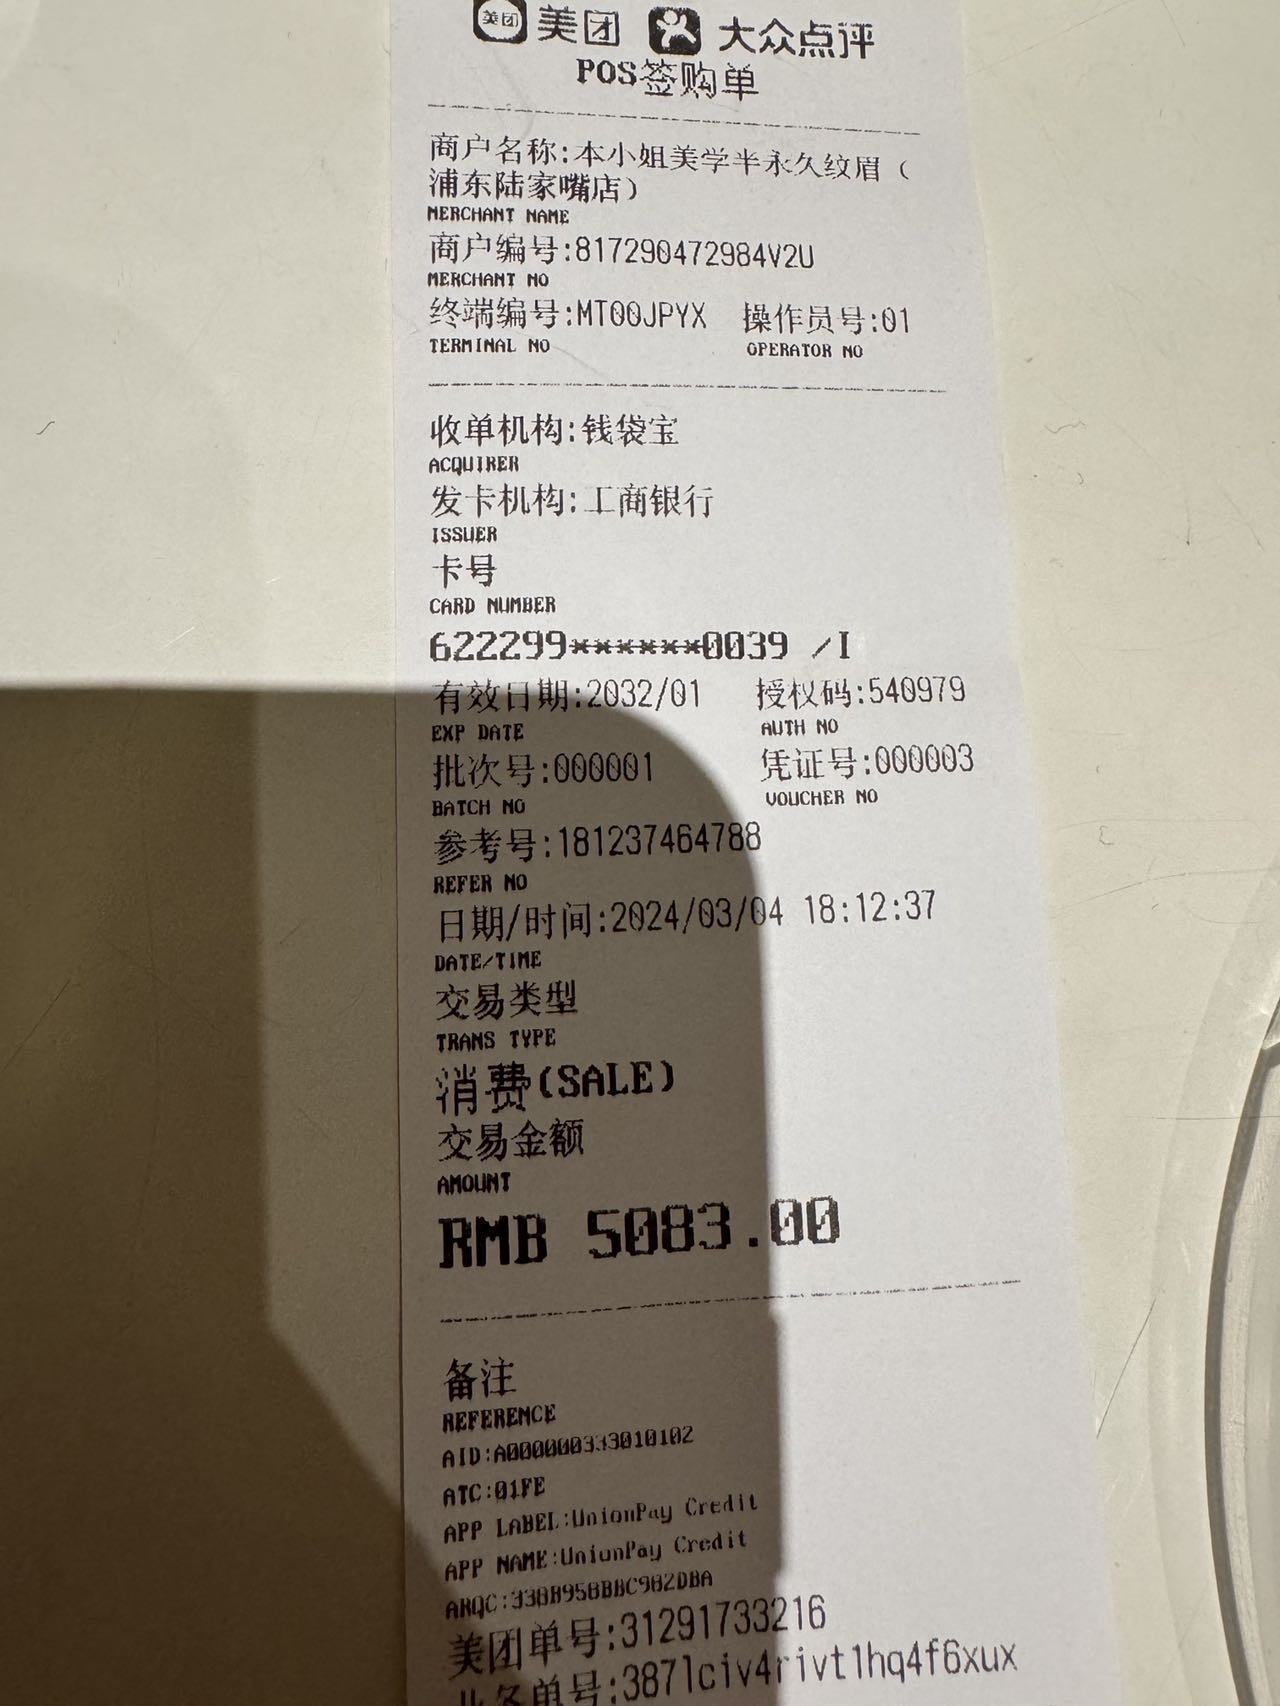 美团 美团 大众点评
POS签购单
商户名称:本小姐美学半永久纹眉(
浦东陆家嘴店)
MERCHANT NAME
商户编号:817290472984V2U
MERCHANT NO
终端编号:MT00JPYX 操作员号:01
TERMINAL NO OPERATOR NO
收单机构:钱袋宝
ACQUIRER
发卡机构:工商银行
ISSUER
卡号
CARD NUMBER
622299******0039 /I
有效日期:2032/01 授权码:540979
EXP DATE AUTH NO
批次号:000001 凭证号:000003
BATCH NO VOUCHER NO
参考号:181237464788
REFER NO
日期/时间:2024/03/04 18:12:37
DATE/TIME
交易类型
TRANS TYPE
消费(SALE)
交易金额
AMOUNT
RMB 5083.00
备注
REFERENCE
AID:A000000333010102
ATC:01FE
APP LABEL:UnionPay Credit
APP NAME:UnionPay Credit
ARQC:
美团单号:31291733216
业务单号:3871civ4rivt1hq4f6xux